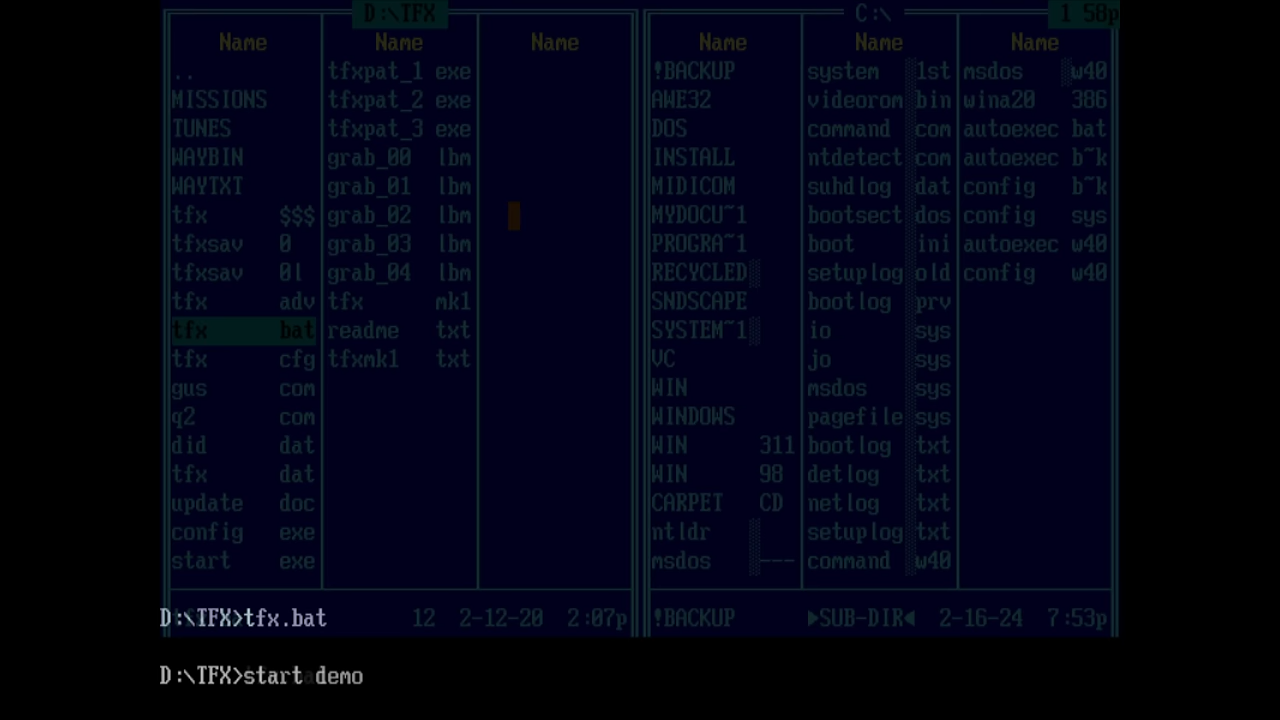 D:\TFX C:\ 1 58p
Name Name Name Name Name Name
.. tfxpat_1 exe !BACKUP system 1st msdos w40
MISSIONS tfxpat_2 exe AWE32 videorom bin wina20 386
TUNES tfxpat_3 exe DOS command com autoexec bat
WAYBIN grab_00 lbm INSTALL ntdetect com autoexec b~k
WAYTXT grab_01 lbm MIDICOM suhdlog dat config b~k
tfx $$$ grab_02 lbm MYDOCU~1 bootsect dos config sys
tfxsav 0 grab_03 lbm PROGRA~1 boot ini autoexec w40
tfxsav 0l grab_04 lbm RECYCLED setuplog old config w40
tfx adv tfx mk1 SNDSCAPE bootlog prv
tfx bat readme txt SYSTEM~1 io sys
tfx cfg tfxmk1 txt VC jo sys
gus com WIN msdos sys
q2 com WINDOWS pagefile sys
did dat WIN 311 bootlog txt
tfx dat WIN 98 detlog txt
update doc CARPET CD netlog txt
config exe ntldr setuplog txt
start exe msdos --- command w40
D:\TFX>tfx.bat 12 2-12-20 2:07p !BACKUP ►SUB-DIR◄ 2-16-24 7:53p
D:\TFX>start demo